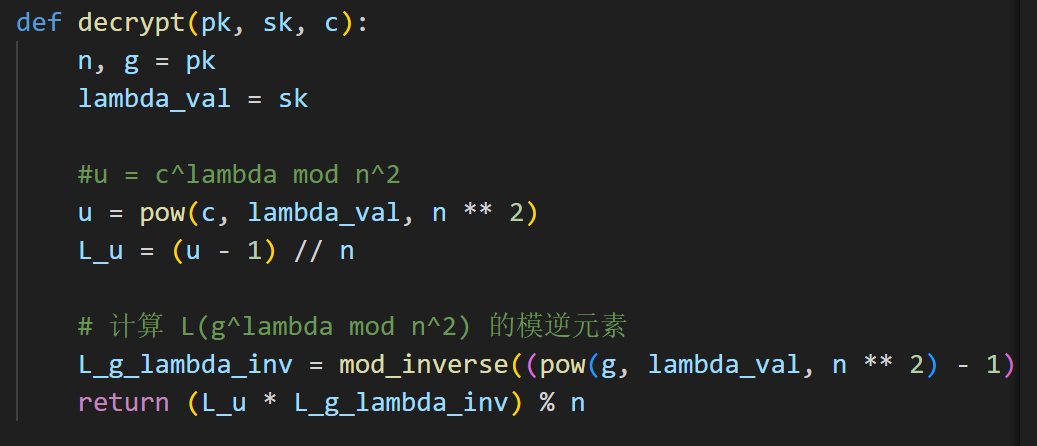 def decrypt(pk, sk, c):
    n, g = pk
    lambda_val = sk
    #u = c^lambda mod n^2
    u = pow(c, lambda_val, n ** 2)
    L_u = (u - 1) // n
    # 计算 L(g^lambda mod n^2) 的模逆元素
    L_g_lambda_inv = mod_inverse((pow(g, lambda_val, n ** 2) - 1)
    return (L_u * L_g_lambda_inv) % n